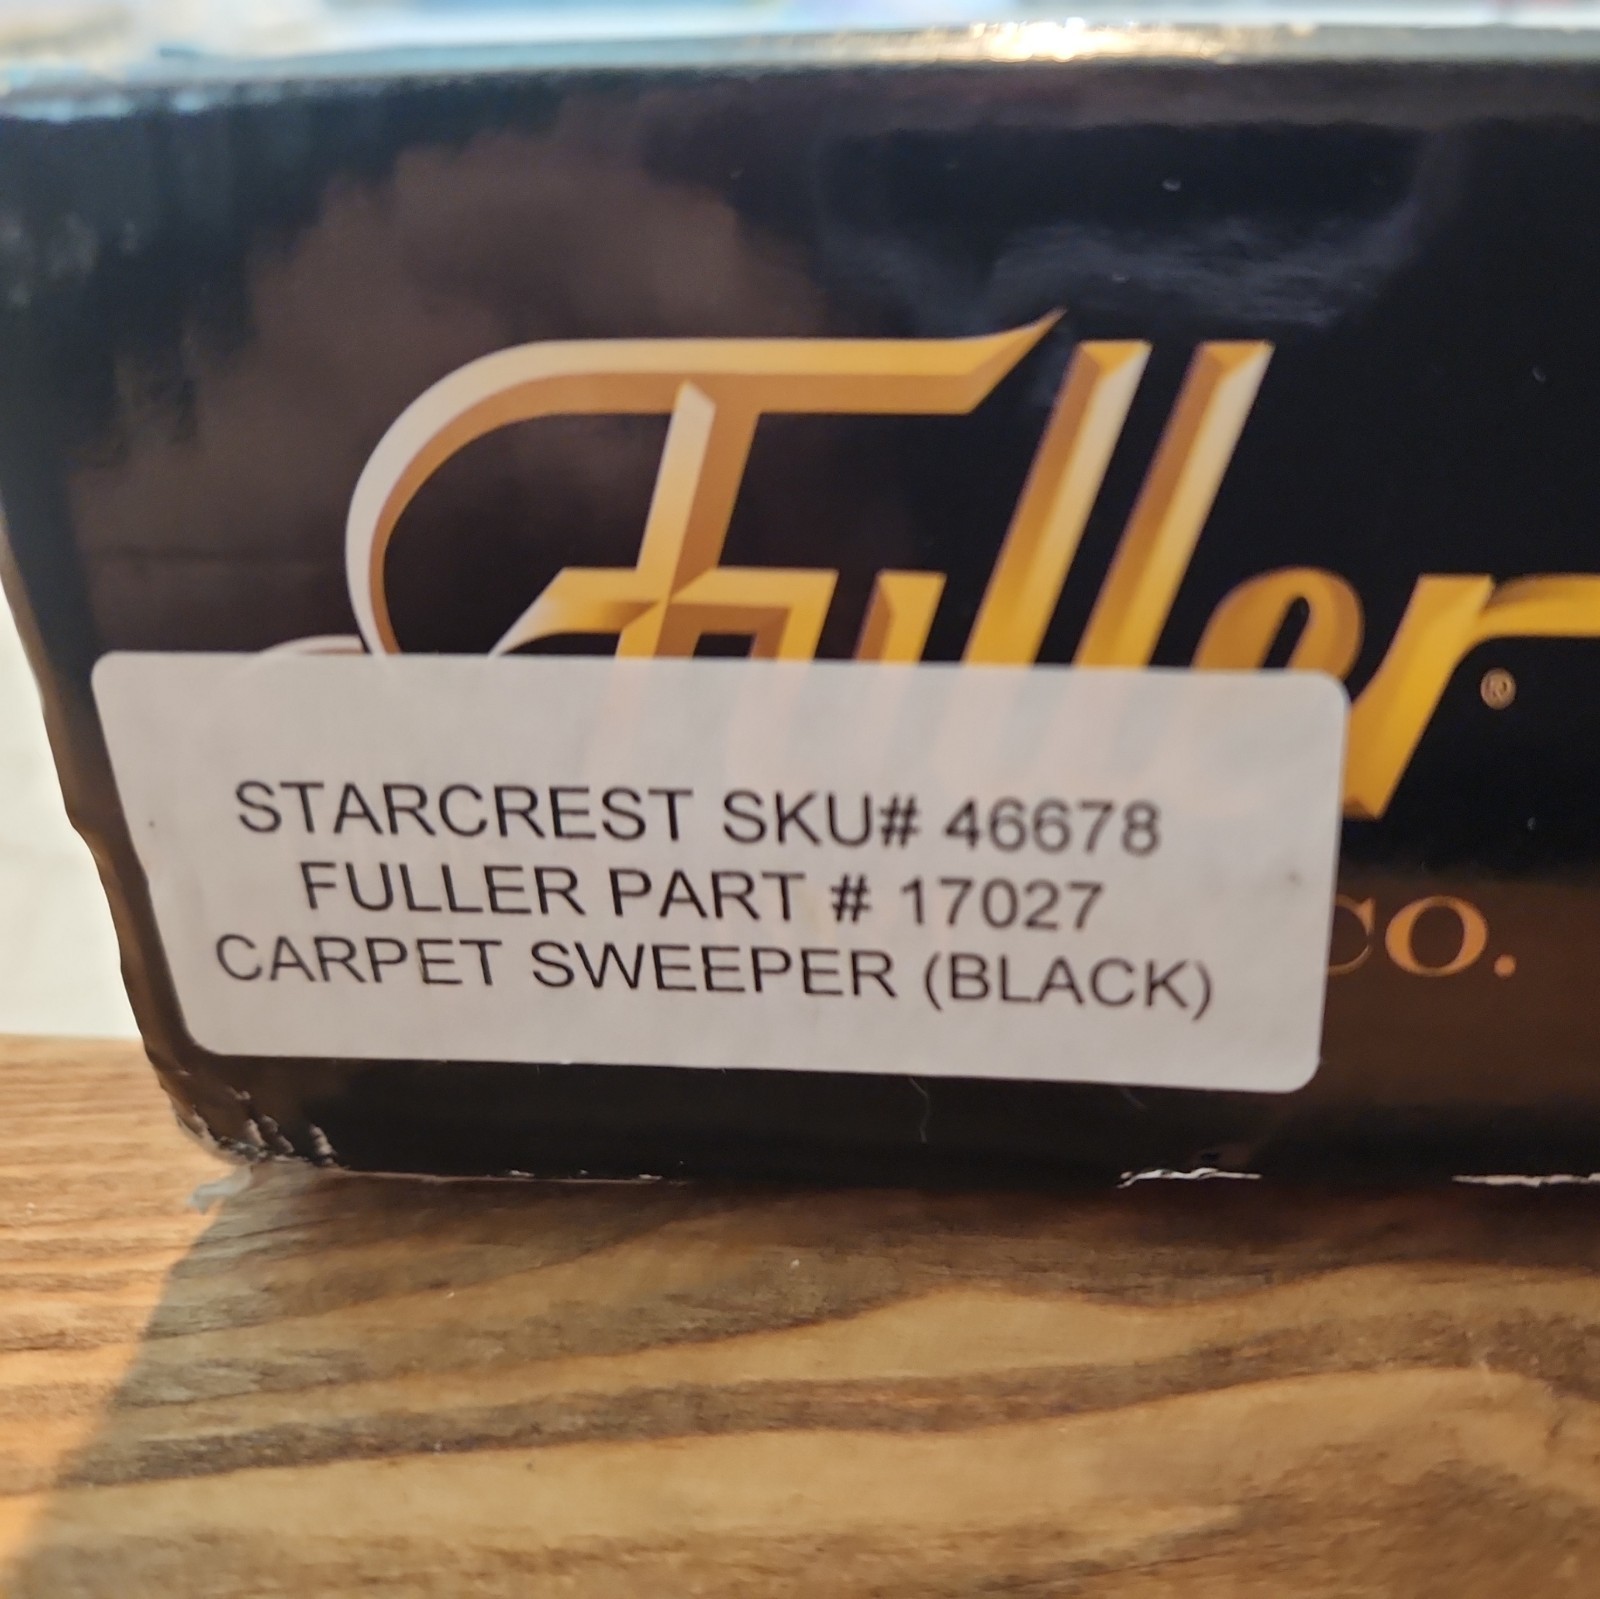 Fuller®
CO.
STARCREST SKU# 46678
FULLER PART # 17027
CARPET SWEEPER (BLACK)